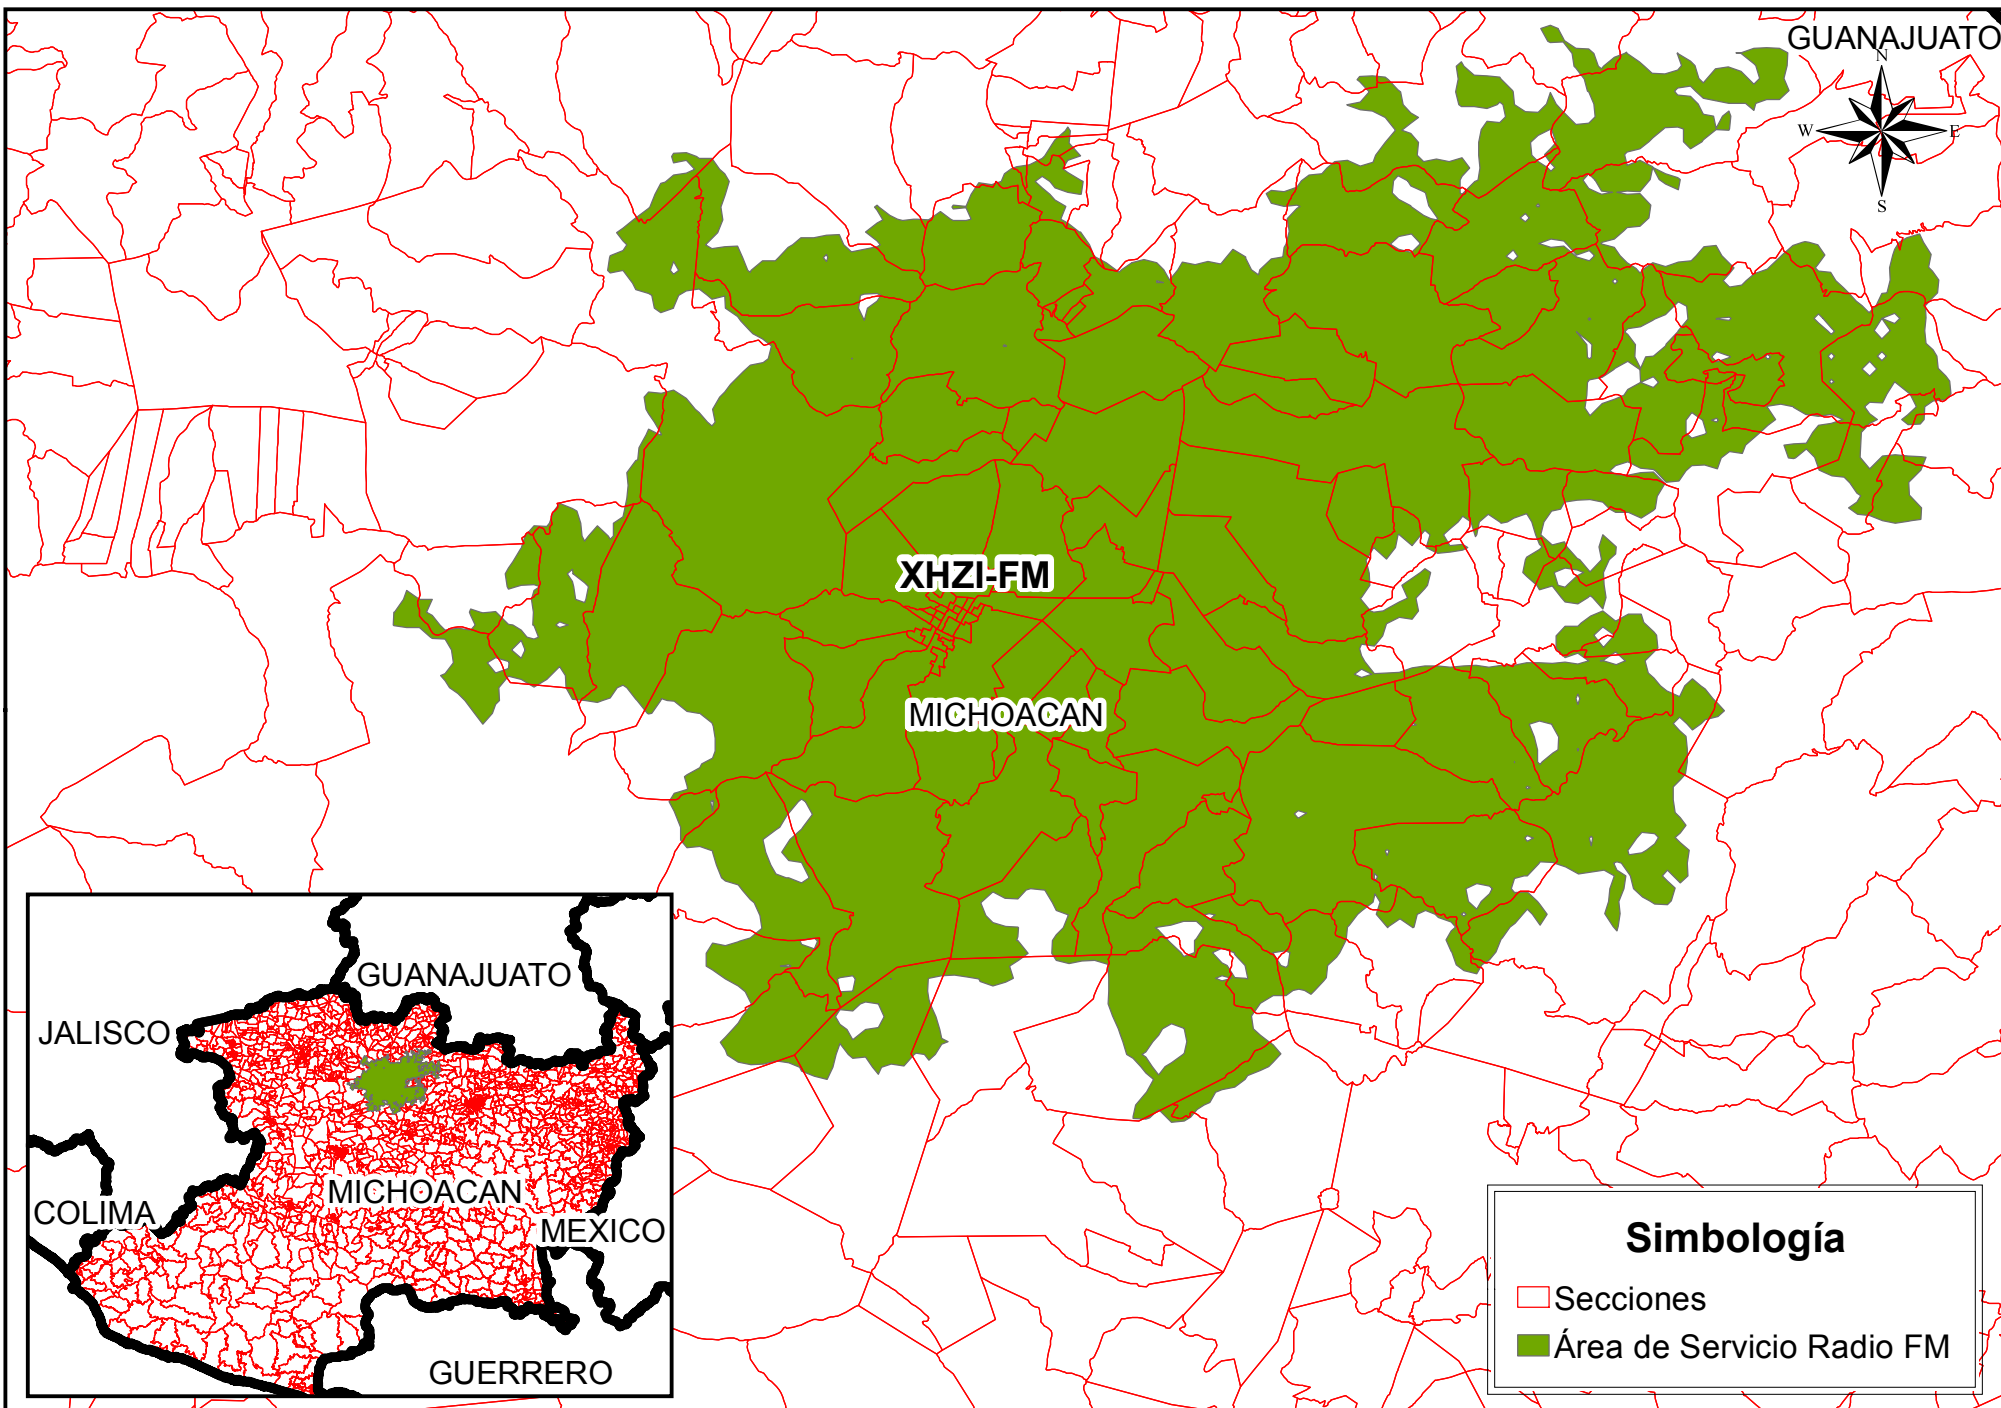 GUANAJUATO
N
W
E
S
XHZI-FM
MICHOACAN
GUANAJUATO
JALISCO
MICHOACAN
COLIMA
MEXICO
GUERRERO
Simbología
Secciones
Área de Servicio Radio FM